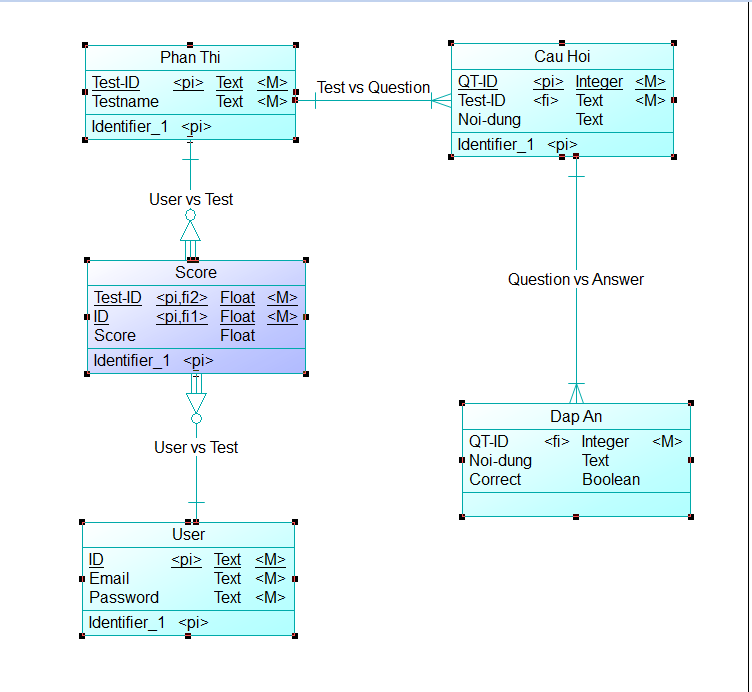 Phan Thi
Test-ID <pi> Text <M>
Testname Text <M>
Identifier_1 <pi>
Test vs Question
Cau Hoi
QT-ID <pi> Integer <M>
Test-ID <fi> Text <M>
Noi-dung Text
Identifier_1 <pi>
User vs Test
Score
Test-ID <pi,fi2> Float <M>
ID <pi,fi1> Float <M>
Score Float
Identifier_1 <pi>
Question vs Answer
User vs Test
Dap An
QT-ID <fi> Integer <M>
Noi-dung Text
Correct Boolean
User
ID <pi> Text <M>
Email Text <M>
Password Text <M>
Identifier_1 <pi>